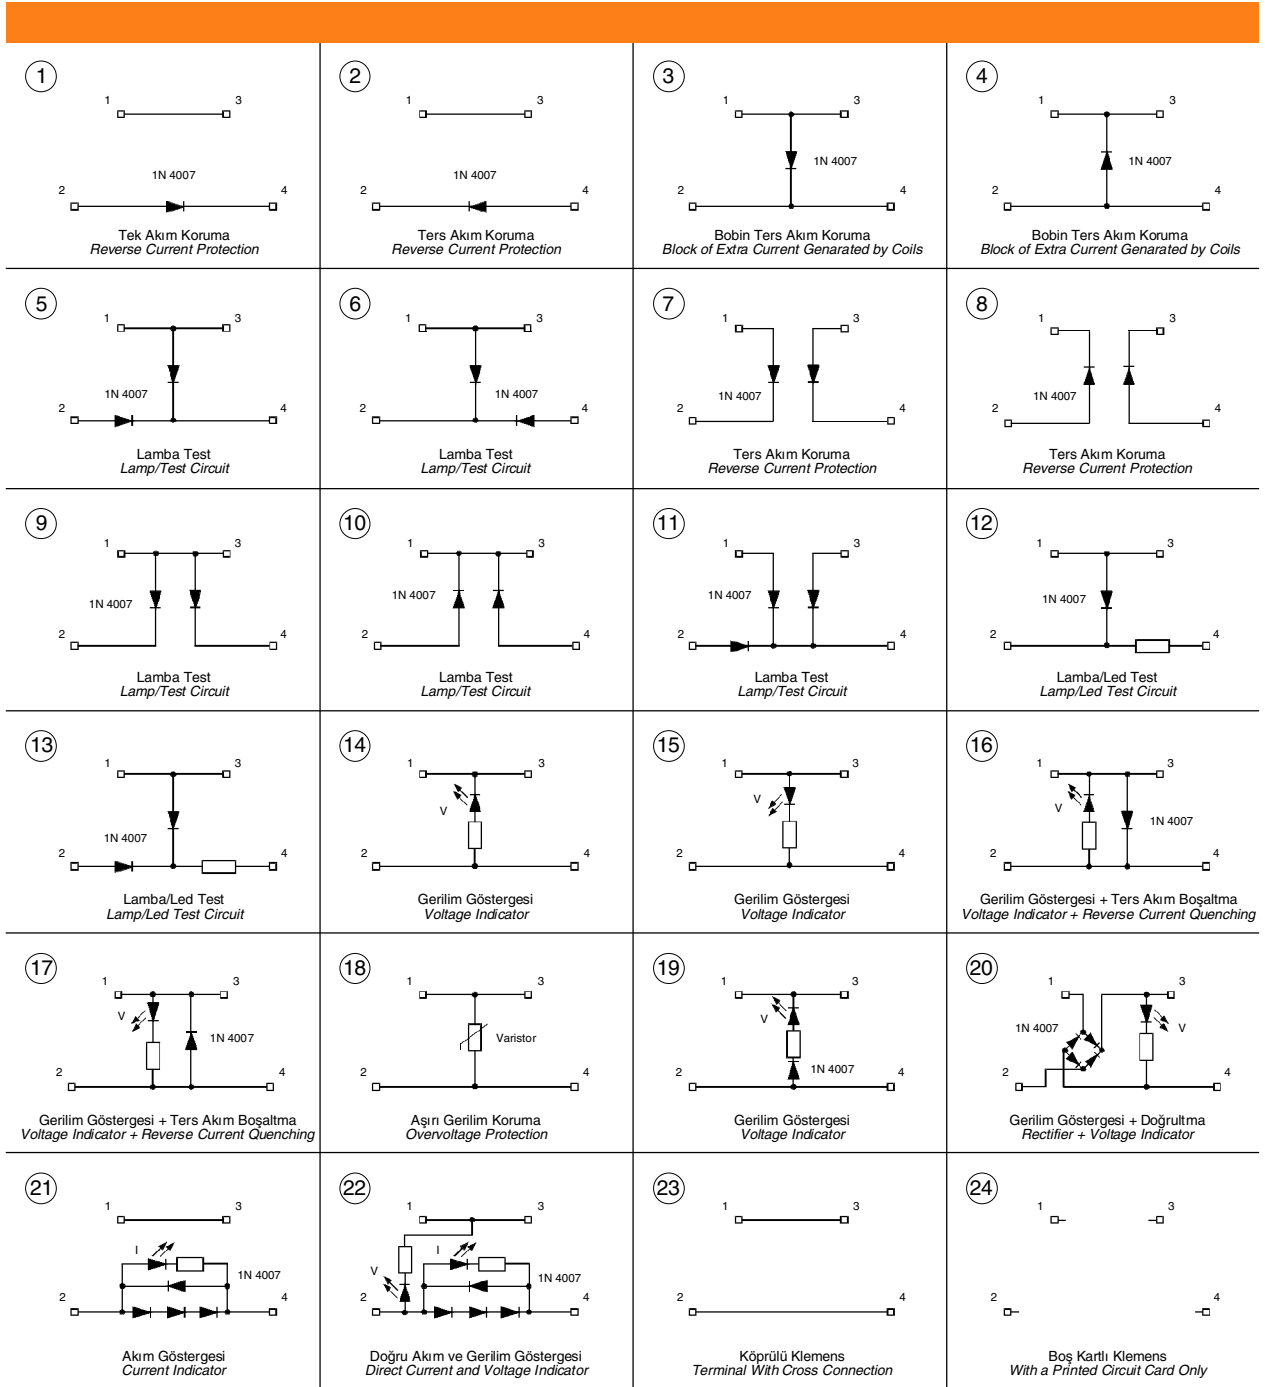 1
1 3
1N 4007
2 4
Tek Akım Koruma
Reverse Current Protection
2
1 3
1N 4007
2 4
Ters Akım Koruma
Reverse Current Protection
3
1 3
1N 4007
2 4
Bobin Ters Akım Koruma
Block of Extra Current Genarated by Coils
4
1 3
1N 4007
2 4
Bobin Ters Akım Koruma
Block of Extra Current Genarated by Coils
5
1 3
1N 4007
2 4
Lamba Test
Lamp/Test Circuit
6
1 3
1N 4007
2 4
Lamba Test
Lamp/Test Circuit
7
1 3
1N 4007
2 4
Ters Akım Koruma
Reverse Current Protection
8
1 3
1N 4007
2 4
Ters Akım Koruma
Reverse Current Protection
9
1 3
1N 4007
2 4
Lamba Test
Lamp/Test Circuit
10
1 3
1N 4007
2 4
Lamba Test
Lamp/Test Circuit
11
1 3
1N 4007
2 4
Lamba Test
Lamp/Test Circuit
12
1 3
1N 4007
2 4
Lamba/Led Test
Lamp/Led Test Circuit
13
1 3
1N 4007
2 4
Lamba/Led Test
Lamp/Led Test Circuit
14
1 3
V
2 4
Gerilim Göstergesi
Voltage Indicator
15
1 3
V
2 4
Gerilim Göstergesi
Voltage Indicator
16
1 3
V
1N 4007
2 4
Gerilim Göstergesi + Ters Akım Boşaltma
Voltage Indicator + Reverse Current Quenching
17
1 3
V
1N 4007
2 4
Gerilim Göstergesi + Ters Akım Boşaltma
Voltage Indicator + Reverse Current Quenching
18
1 3
Varistor
2 4
Aşırı Gerilim Koruma
Overvoltage Protection
19
1 3
V
1N 4007
2 4
Gerilim Göstergesi
Voltage Indicator
20
1 3
1N 4007 V
2 4
Gerilim Göstergesi + Doğrultma
Rectifier + Voltage Indicator
21
1 3
I
1N 4007
2 4
Akım Göstergesi
Current Indicator
22
1 3
I
V 1N 4007
2 4
Doğru Akım ve Gerilim Göstergesi
Direct Current and Voltage Indicator
23
1 3
2 4
Köprülü Klemens
Terminal With Cross Connection
24
1 3
2 4
Boş Kartlı Klemens
With a Printed Circuit Card Only